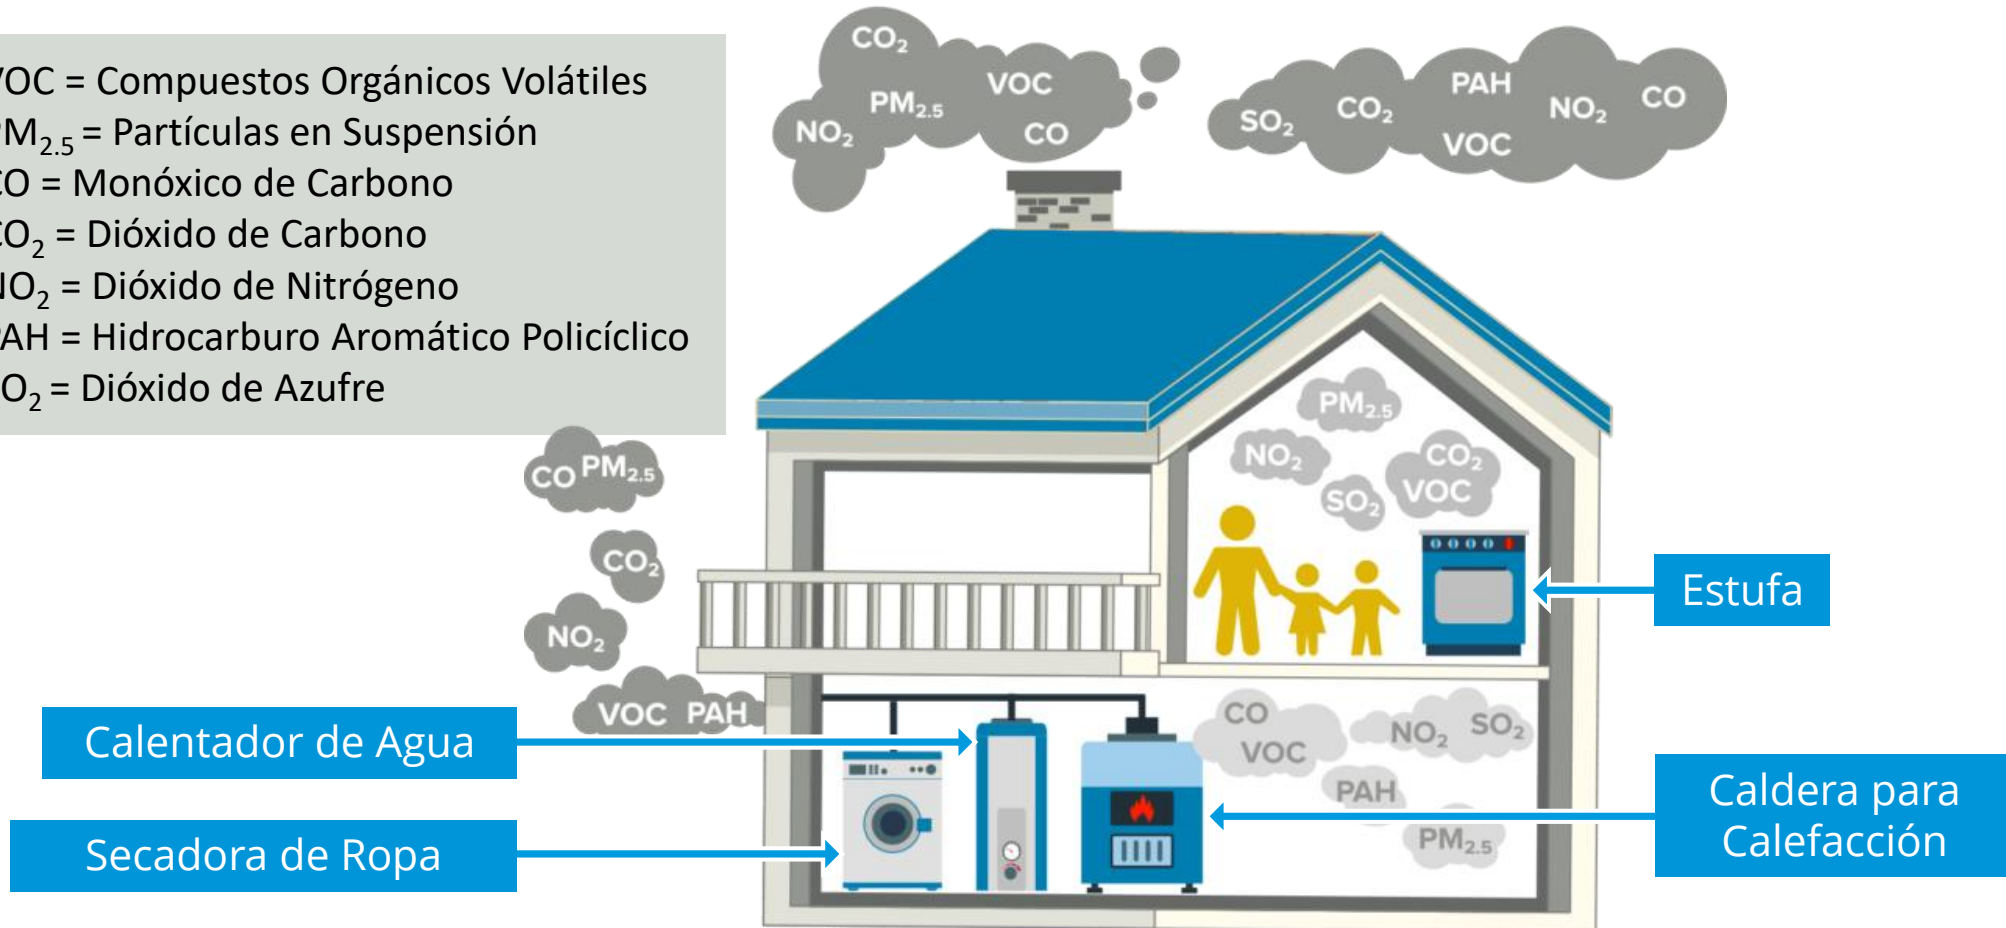 VOC = Compuestos Orgánicos Volátiles
PM2.5 = Partículas en Suspensión
CO = Monóxico de Carbono
CO2 = Dióxido de Carbono
NO2 = Dióxido de Nitrógeno
PAH = Hidrocarburo Aromático Policíclico
SO2 = Dióxido de Azufre
CO2
VOC
PM2.5
NO2
CO
PAH
SO2
CO2
NO2
CO
VOC
PM2.5
NO2
CO2
SO2
VOC
CO
PM2.5
CO2
NO2
VOC PAH
Estufa
Calentador de Agua
Secadora de Ropa
CO
VOC
NO2
SO2
PAH
PM2.5
Caldera para
Calefacción